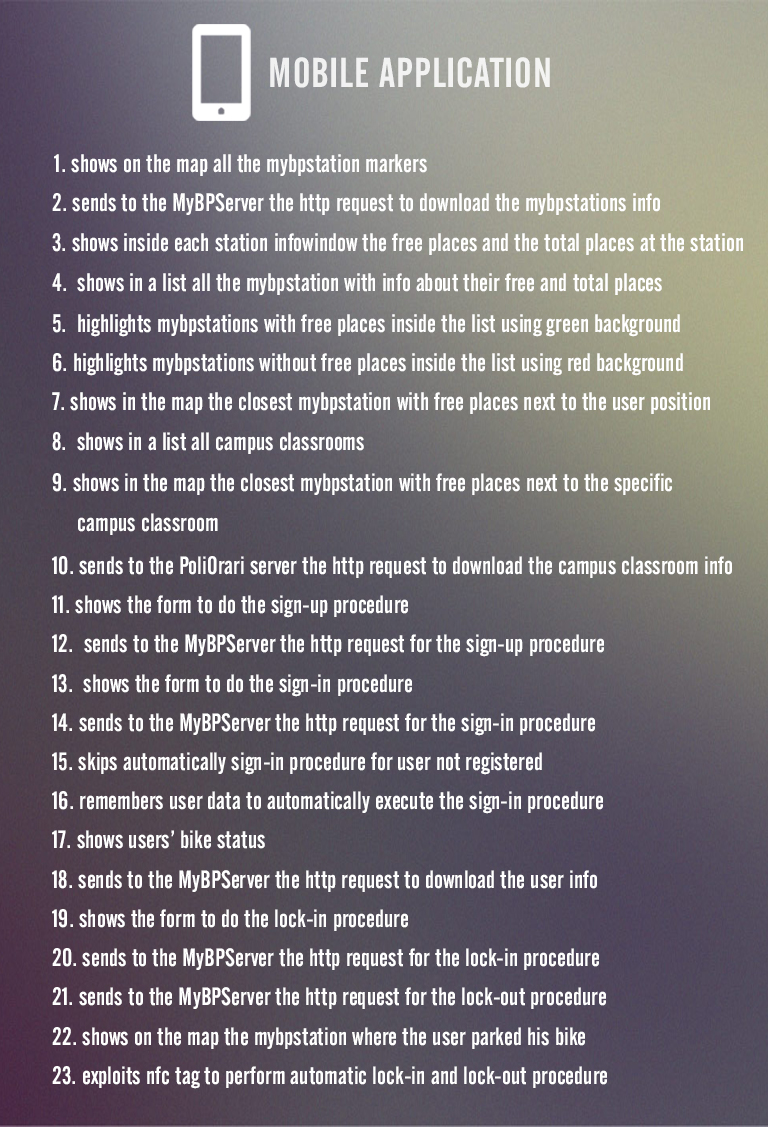 MOBILE APPLICATION
1. shows on the map all the mybpstation markers
2. sends to the MyBPServer the http request to download the mybpstations info
3. shows inside each station infowindow the free places and the total places at the station
4. shows in a list all the mybpstation with info about their free and total places
5. highlights mybpstations with free places inside the list using green background
6. highlights mybpstations without free places inside the list using red background
7. shows in the map the closest mybpstation with free places next to the user position
8. shows in a list all campus classrooms
9. shows in the map the closest mybpstation with free places next to the specific
campus classroom
10. sends to the PoliOrari server the http request to download the campus classroom info
11. shows the form to do the sign-up procedure
12. sends to the MyBPServer the http request for the sign-up procedure
13. shows the form to do the sign-in procedure
14. sends to the MyBPServer the http request for the sign-in procedure
15. skips automatically sign-in procedure for user not registered
16. remembers user data to automatically execute the sign-in procedure
17. shows users’ bike status
18. sends to the MyBPServer the http request to download the user info
19. shows the form to do the lock-in procedure
20. sends to the MyBPServer the http request for the lock-in procedure
21. sends to the MyBPServer the http request for the lock-out procedure
22. shows on the map the mybpstation where the user parked his bike
23. exploits nfc tag to perform automatic lock-in and lock-out procedure